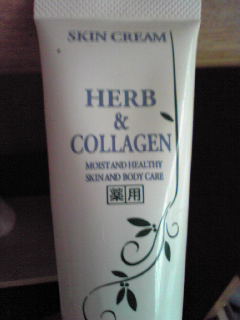 SKIN CREAM
HERB
&
COLLAGEN
MOIST AND HEALTHY
SKIN AND BODY CARE
薬用